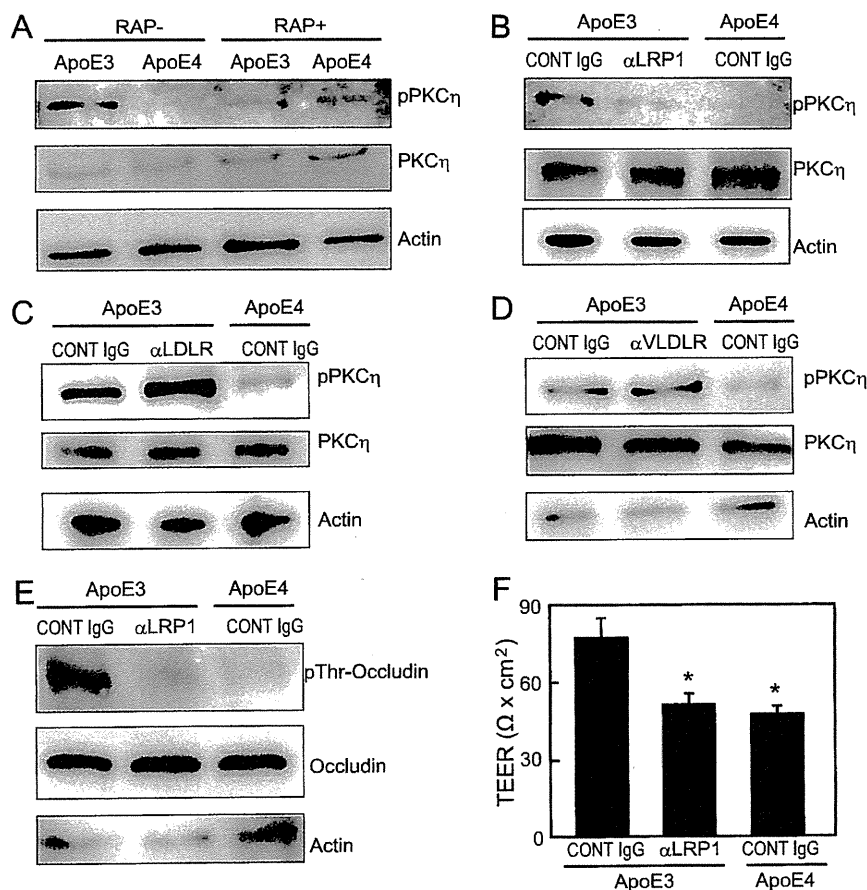 A
RAP- RAP+
ApoE3 ApoE4 ApoE3 ApoE4
pPKCη
PKCη
Actin
B
ApoE3 ApoE4
CONT IgG αLRP1 CONT IgG
pPKCη
PKCη
Actin
C
ApoE3 ApoE4
CONT IgG αLDLR CONT IgG
pPKCη
PKCη
Actin
D
ApoE3 ApoE4
CONT IgG αVLDLR CONT IgG
pPKCη
PKCη
Actin
E
ApoE3 ApoE4
CONT IgG αLRP1 CONT IgG
pThr-Occludin
Occludin
Actin
F
TEER (Ω x cm²)
90
60
30
0
* *
CONT IgG αLRP1 CONT IgG
ApoE3 ApoE4